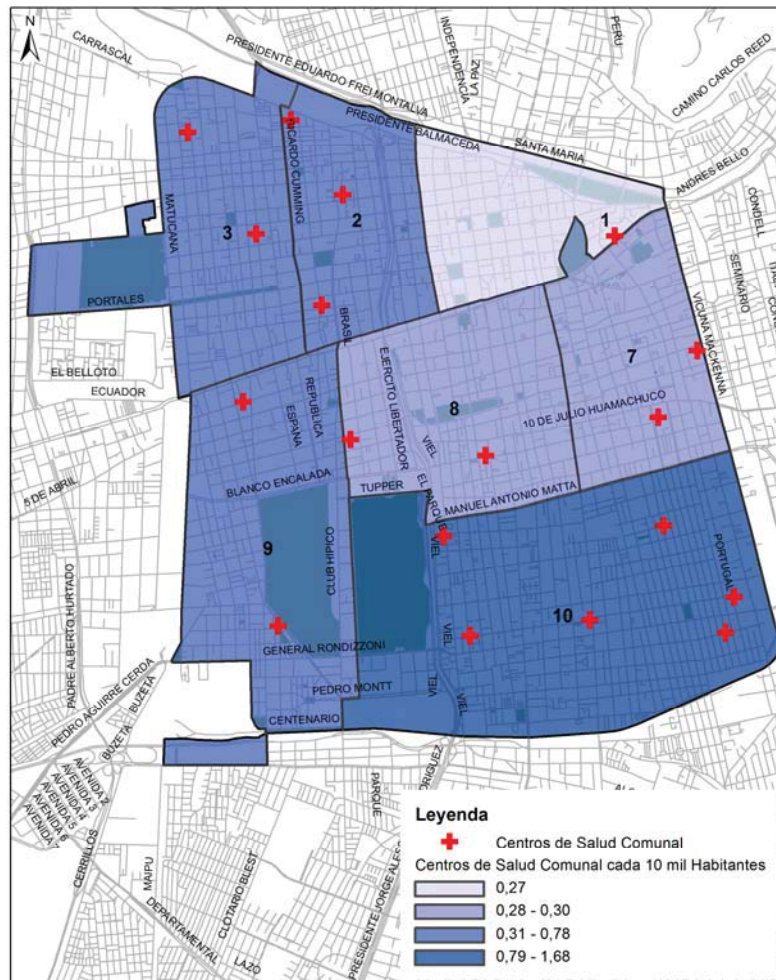 N
CARRASCAL
PRESIDENTE EDUARDO FREI MONTALVA
INDEPENDENCIA
LA PAZ
PERU
CAMINO CARLOS REED
PRESIDENTE BALMACEDA
SANTA MARIA
ANDRES BELLO
CONDELL
RICARDO CUMMING
MATUCANA
3
2
1
SEMINARIO
PORTALES
BRASIL
VICUNA MACKENNA
EL BELLOTO
ECUADOR
REPUBLICA
ESPAÑA
EJERCITO LIBERTADOR
7
8
10 DE JULIO HUAMACHUCO
VIEL
5 DE ABRIL
BLANCO ENCALADA
TUPPER
EL PARQUE
MANUEL ANTONIO MATTA
VIEL
9
CLUB HIPICO
PORTUGAL
10
PADRE ALBERTO HURTADO
GENERAL RONDIZZONI
VIEL
PEDRO MONTT
VIEL
VIEL
PEDRO AGUIRRE CERDA
BUZETA
BUZETA
CENTENARIO
AVENIDA 2
AVENIDA 3
AVENIDA 4
AVENIDA 5
AVENIDA 6
CERRILLOS
MAIPU
PARQUE
CLOTARIO BLEST
DEPARTAMENTAL
LAZO
Leyenda
Centros de Salud Comunal
Centros de Salud Comunal cada 10 mil Habitantes
0,27
0,28 - 0,30
0,31 - 0,78
0,79 - 1,68